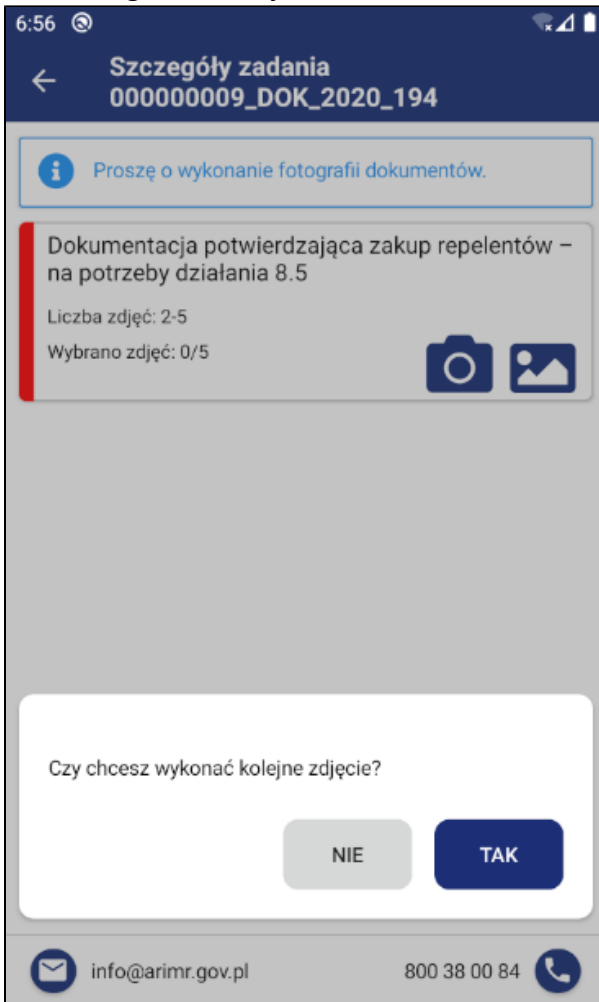 6:56
Szczegóły zadania
000000009_DOK_2020_194
Proszę o wykonanie fotografii dokumentów.
Dokumentacja potwierdzająca zakup repelentów –
na potrzeby działania 8.5
Liczba zdjęć: 2-5
Wybrano zdjęć: 0/5
Czy chcesz wykonać kolejne zdjęcie?
NIE TAK
info@arimr.gov.pl 800 38 00 84